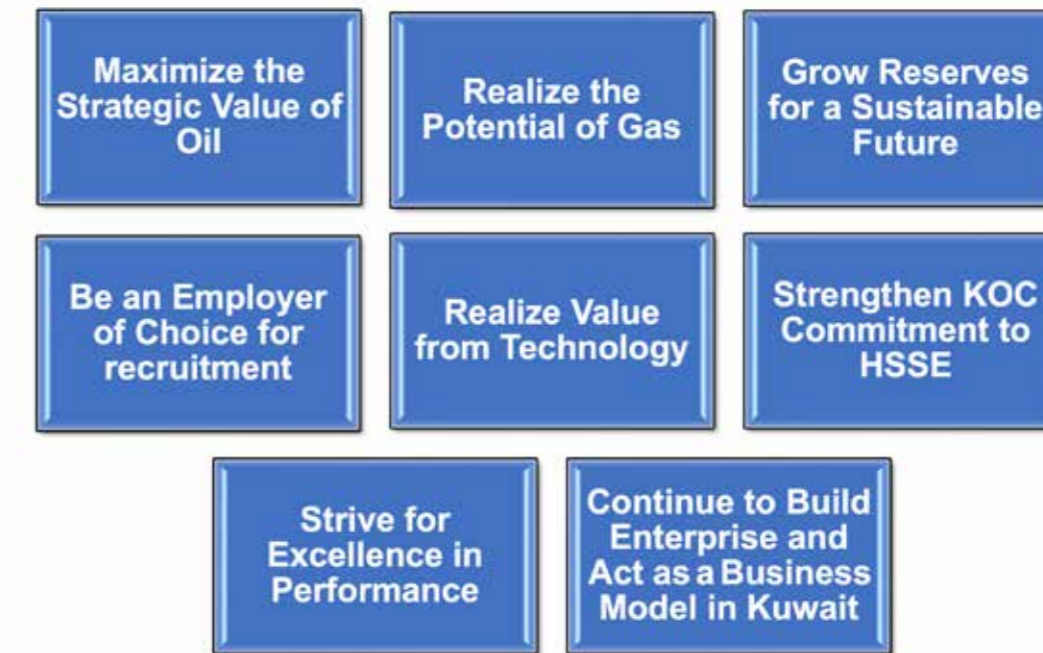 Maximize the
Strategic Value of
Oil
Realize the
Potential of Gas
Grow Reserves
for a Sustainable
Future
Be an Employer
of Choice for
recruitment
Realize Value
from Technology
Strengthen KOC
Commitment to
HSSE
Strive for
Excellence in
Performance
Continue to Build
Enterprise and
Act as a Business
Model in Kuwait